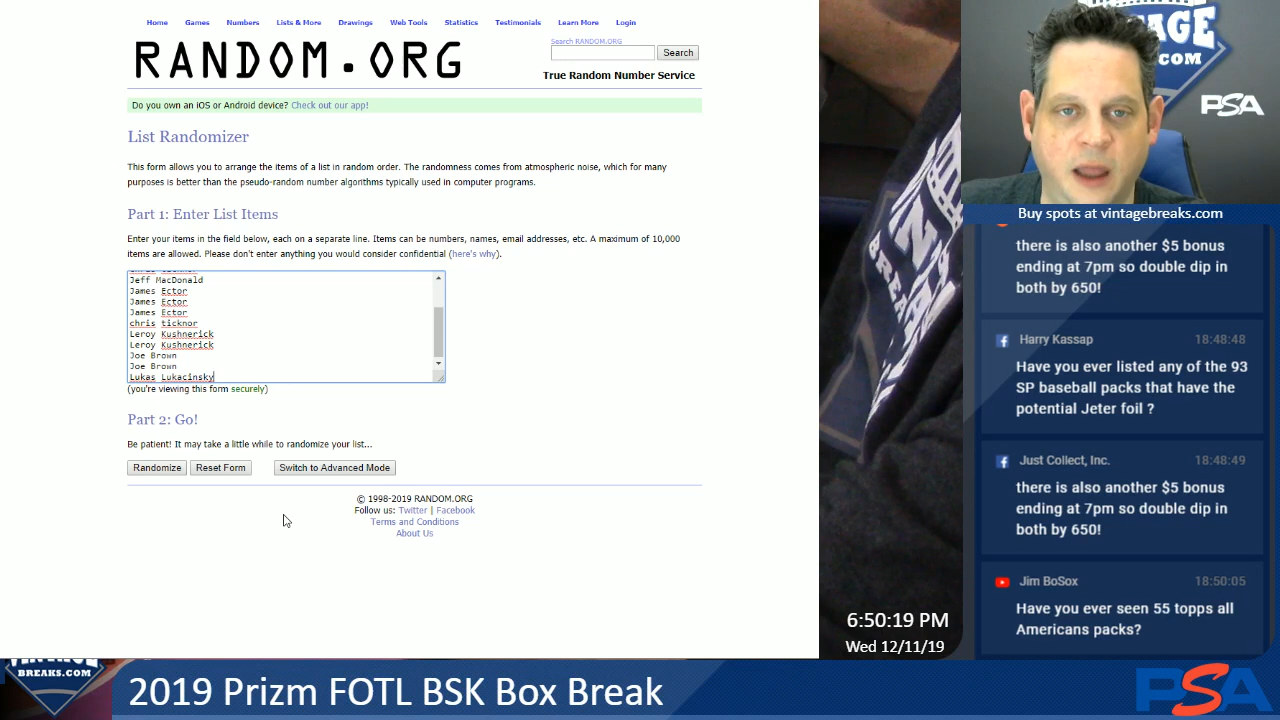 Home Games Numbers Lists & More Drawings Web Tools Statistics Testimonials Learn More Login
RANDOM.ORG
Search RANDOM.ORG
Search
True Random Number Service
Do you own an iOS or Android device? Check out our app!
List Randomizer
This form allows you to arrange the items of a list in random order. The randomness comes from atmospheric noise, which for many
purposes is better than the pseudo-random number algorithms typically used in computer programs.
Part 1: Enter List Items
Enter your items in the field below, each on a separate line. Items can be numbers, names, email addresses, etc. A maximum of 10,000
items are allowed. Please don't enter anything you would consider confidential (here's why).
Jeff MacDonald
James Ector
James Ector
James Ector
chris ticknor
Leroy Kushnerick
Leroy Kushnerick
Joe Brown
Joe Brown
Lukas Lukacinsky
(you're viewing this form securely)
Part 2: Go!
Be patient! It may take a little while to randomize your list...
Randomize Reset Form Switch to Advanced Mode
© 1998-2019 RANDOM.ORG
Follow us: Twitter | Facebook
Terms and Conditions
About Us
PSA
Buy spots at vintagebreaks.com
there is also another $5 bonus
ending at 7pm so double dip in
both by 650!
Harry Kassap 18:48:48
Have you ever listed any of the 93
SP baseball packs that have the
potential Jeter foil ?
Just Collect, Inc. 18:48:49
there is also another $5 bonus
ending at 7pm so double dip in
both by 650!
Jim BoSox 18:50:05
Have you ever seen 55 topps all
Americans packs?
6:50:19 PM
Wed 12/11/19
BREAKS.COM
2019 Prizm FOTL BSK Box Break
PSA